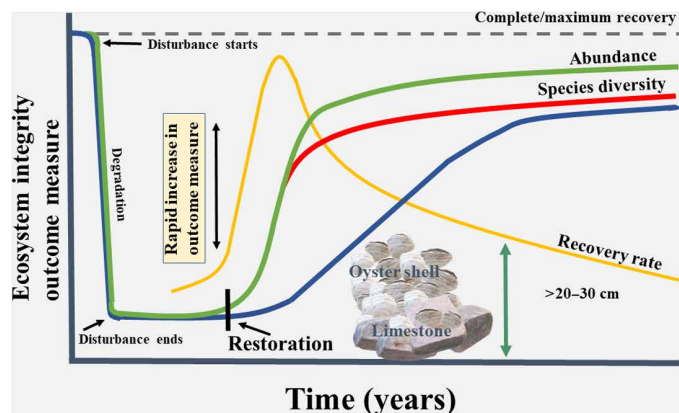 Complete/maximum recovery
Disturbance starts
Abundance
Species diversity
Ecosystem integrity
outcome measure
Degradation
Rapid increase in
outcome measure
Recovery rate
Oyster shell
>20–30 cm
Limestone
Disturbance ends
Restoration
Time (years)